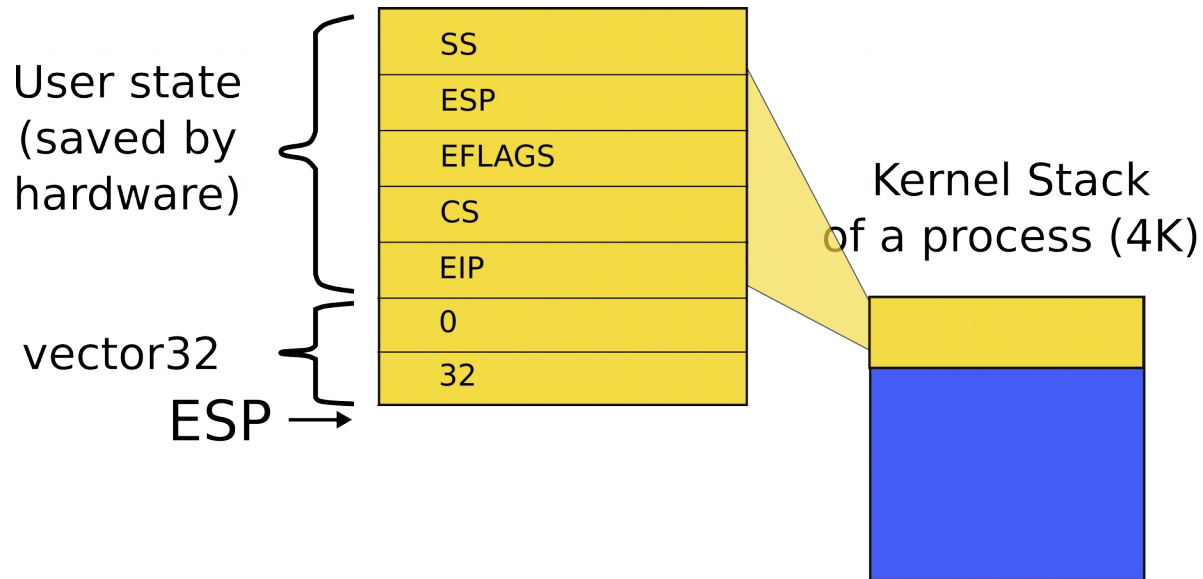 User state
(saved by
hardware)
SS
ESP
EFLAGS
CS
EIP
0
32
vector32
ESP
Kernel Stack
of a process (4K)